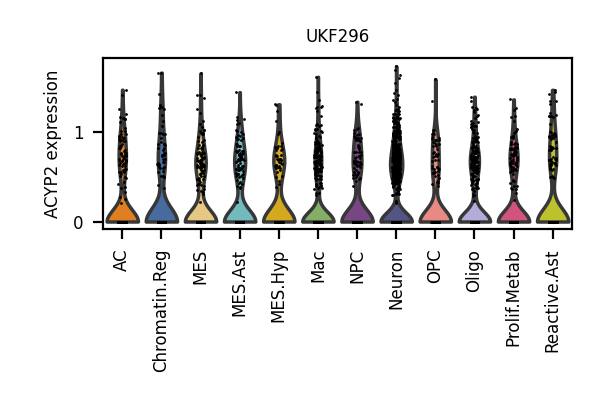 UKF296
ACYP2 expression
1
0
AC
Chromatin.Reg
MES
MES.Ast
MES.Hyp
Mac
NPC
Neuron
OPC
Oligo
Prolif.Metab
Reactive.Ast